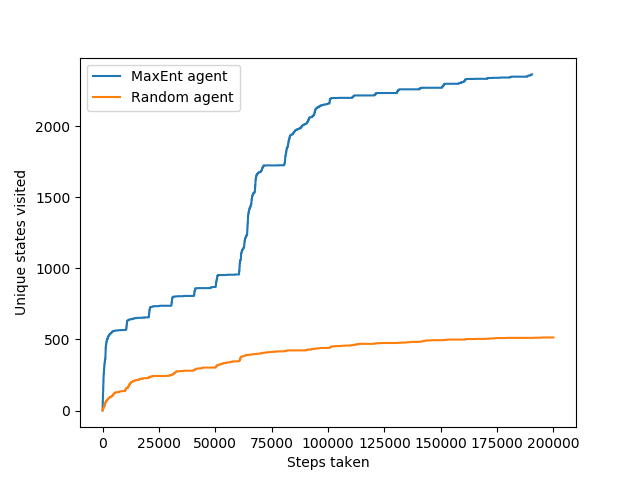 MaxEnt agent
Random agent
Unique states visited
2000
1500
1000
500
0
0 25000 50000 75000 100000 125000 150000 175000 200000
Steps taken